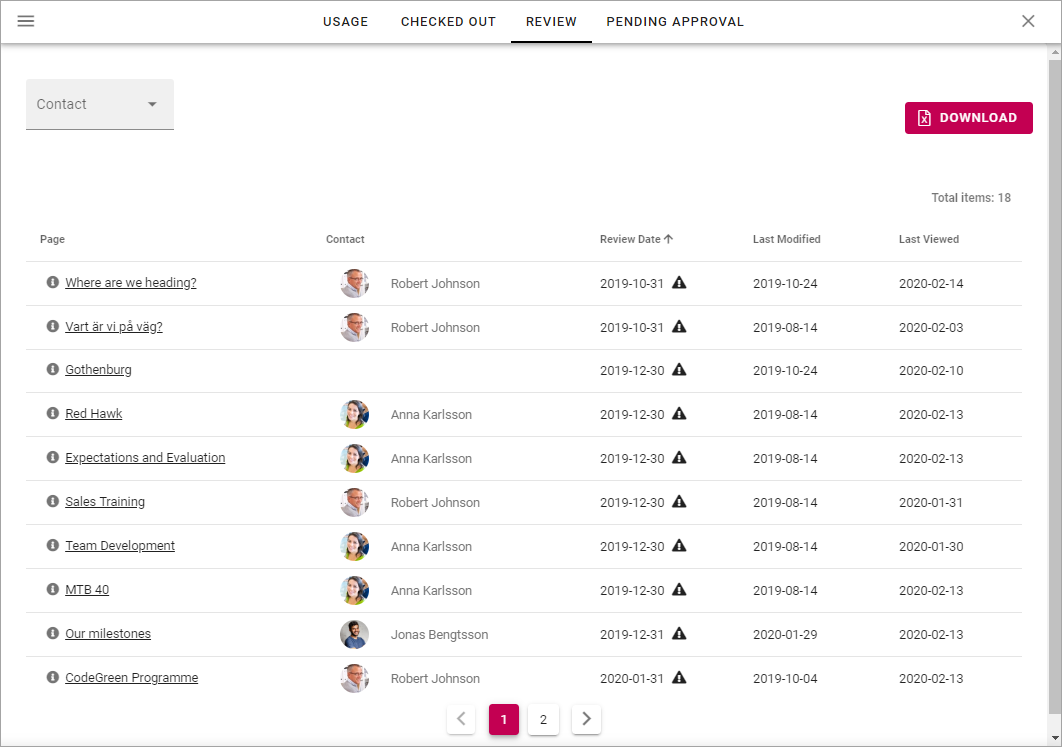 USAGE CHECKED OUT REVIEW PENDING APPROVAL
Contact
DOWNLOAD
Total items: 18
Page Contact Review Date Last Modified Last Viewed
Where are we heading? Robert Johnson 2019-10-31 2019-10-24 2020-02-14
Vart är vi på väg? Robert Johnson 2019-10-31 2019-08-14 2020-02-03
Gothenburg 2019-12-30 2019-10-24 2020-02-10
Red Hawk Anna Karlsson 2019-12-30 2019-08-14 2020-02-13
Expectations and Evaluation Anna Karlsson 2019-12-30 2019-08-14 2020-02-13
Sales Training Robert Johnson 2019-12-30 2019-08-14 2020-01-31
Team Development Anna Karlsson 2019-12-30 2019-08-14 2020-01-30
MTB 40 Anna Karlsson 2019-12-30 2019-08-14 2020-02-13
Our milestones Jonas Bengtsson 2019-12-31 2020-01-29 2020-02-13
CodeGreen Programme Robert Johnson 2020-01-31 2019-10-04 2020-02-13
1 2